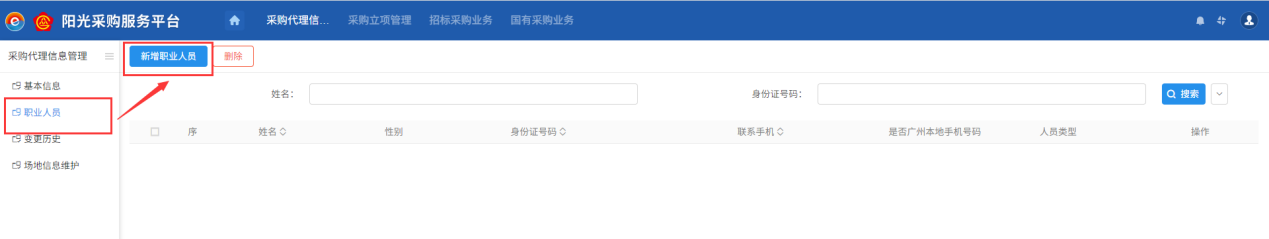 阳光采购服务平台 采购代理信... 采购立项管理 招标采购业务 国有采购业务
采购代理信息管理 新增职业人员 删除
基本信息 姓名: 身份证号码: 搜索
职业人员
序 姓名 性别 身份证号码 联系手机 是否广州本地手机号码 人员类型 操作
变更历史
场地信息维护